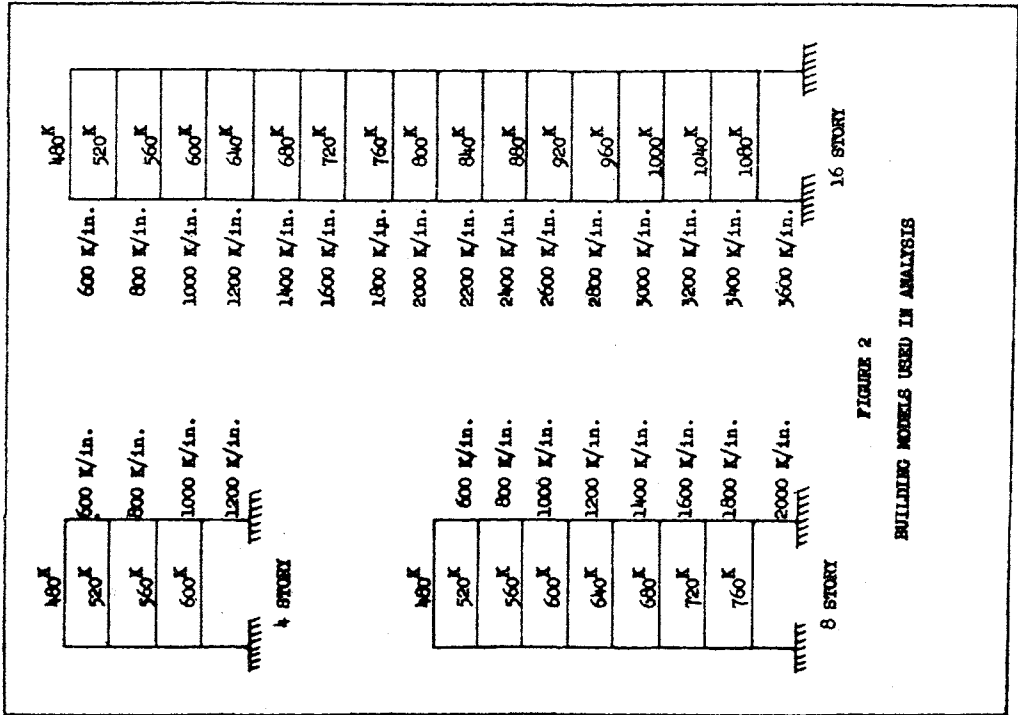 480K
520K
560K
600K
600 K/in.
800 K/in.
1000 K/in.
1200 K/in.
4 STORY
480K
520K
560K
600K
640K
680K
720K
760K
600 K/in.
800 K/in.
1000 K/in.
1200 K/in.
1400 K/in.
1600 K/in.
1800 K/in.
2000 K/in.
8 STORY
480K
520K
560K
600K
640K
680K
720K
760K
800K
840K
880K
920K
960K
1000K
1040K
1080K
600 K/in.
800 K/in.
1000 K/in.
1200 K/in.
1400 K/in.
1600 K/in.
1800 K/in.
2000 K/in.
2200 K/in.
2400 K/in.
2600 K/in.
2800 K/in.
3000 K/in.
3200 K/in.
3400 K/in.
3600 K/in.
16 STORY
FIGURE 2
BUILDING MODELS USED IN ANALYSIS